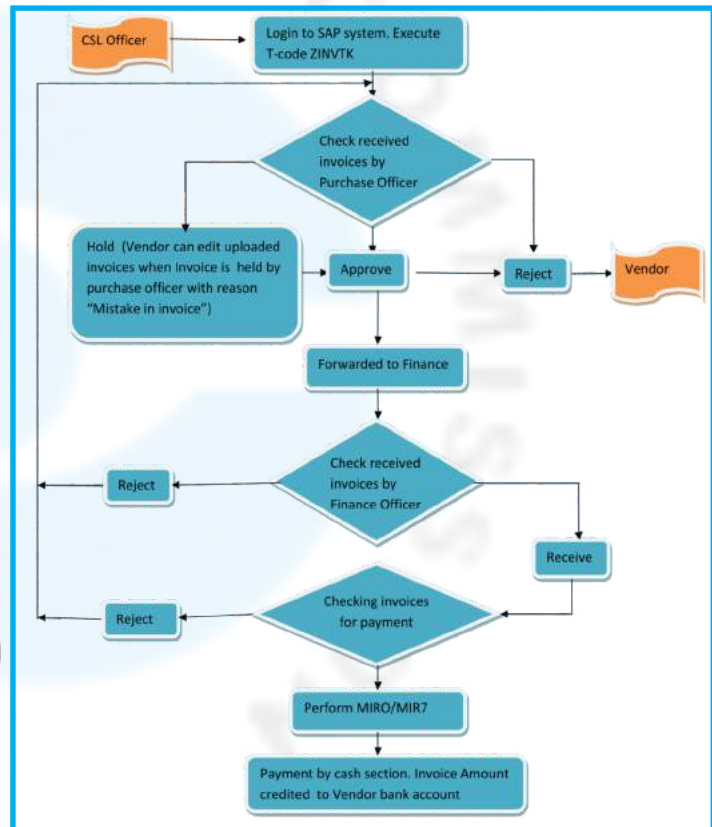 CSL Officer
Login to SAP system. Execute
T-code ZINVTK
Check received
invoices by
Purchase Officer
Hold (Vendor can edit uploaded
invoices when Invoice is held by
purchase officer with reason
“Mistake in invoice”)
Approve
Reject
Vendor
Forwarded to Finance
Check received
invoices by
Finance Officer
Reject
Receive
Checking invoices
for payment
Reject
Perform MIRO/MIR7
Payment by cash section. Invoice Amount
credited to Vendor bank account